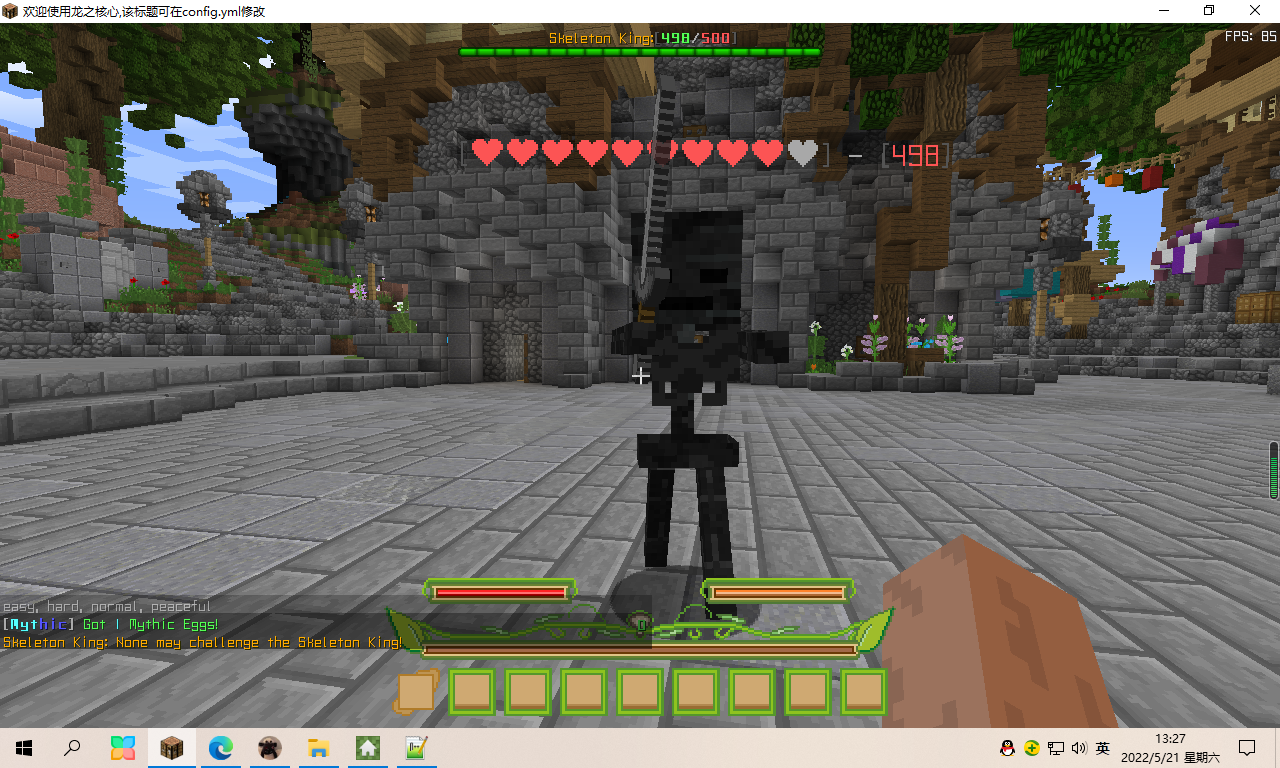 欢迎使用龙之核心,该标题可在config.yml修改
Skeleton King:[498/500]
FPS: 85
[ ] - [498]
easy, hard, normal, peaceful
[Mythic] Got 1 Mythic Eggs!
Skeleton King: None may challenge the Skeleton King!
0
英
13:27
2022/5/21 星期六